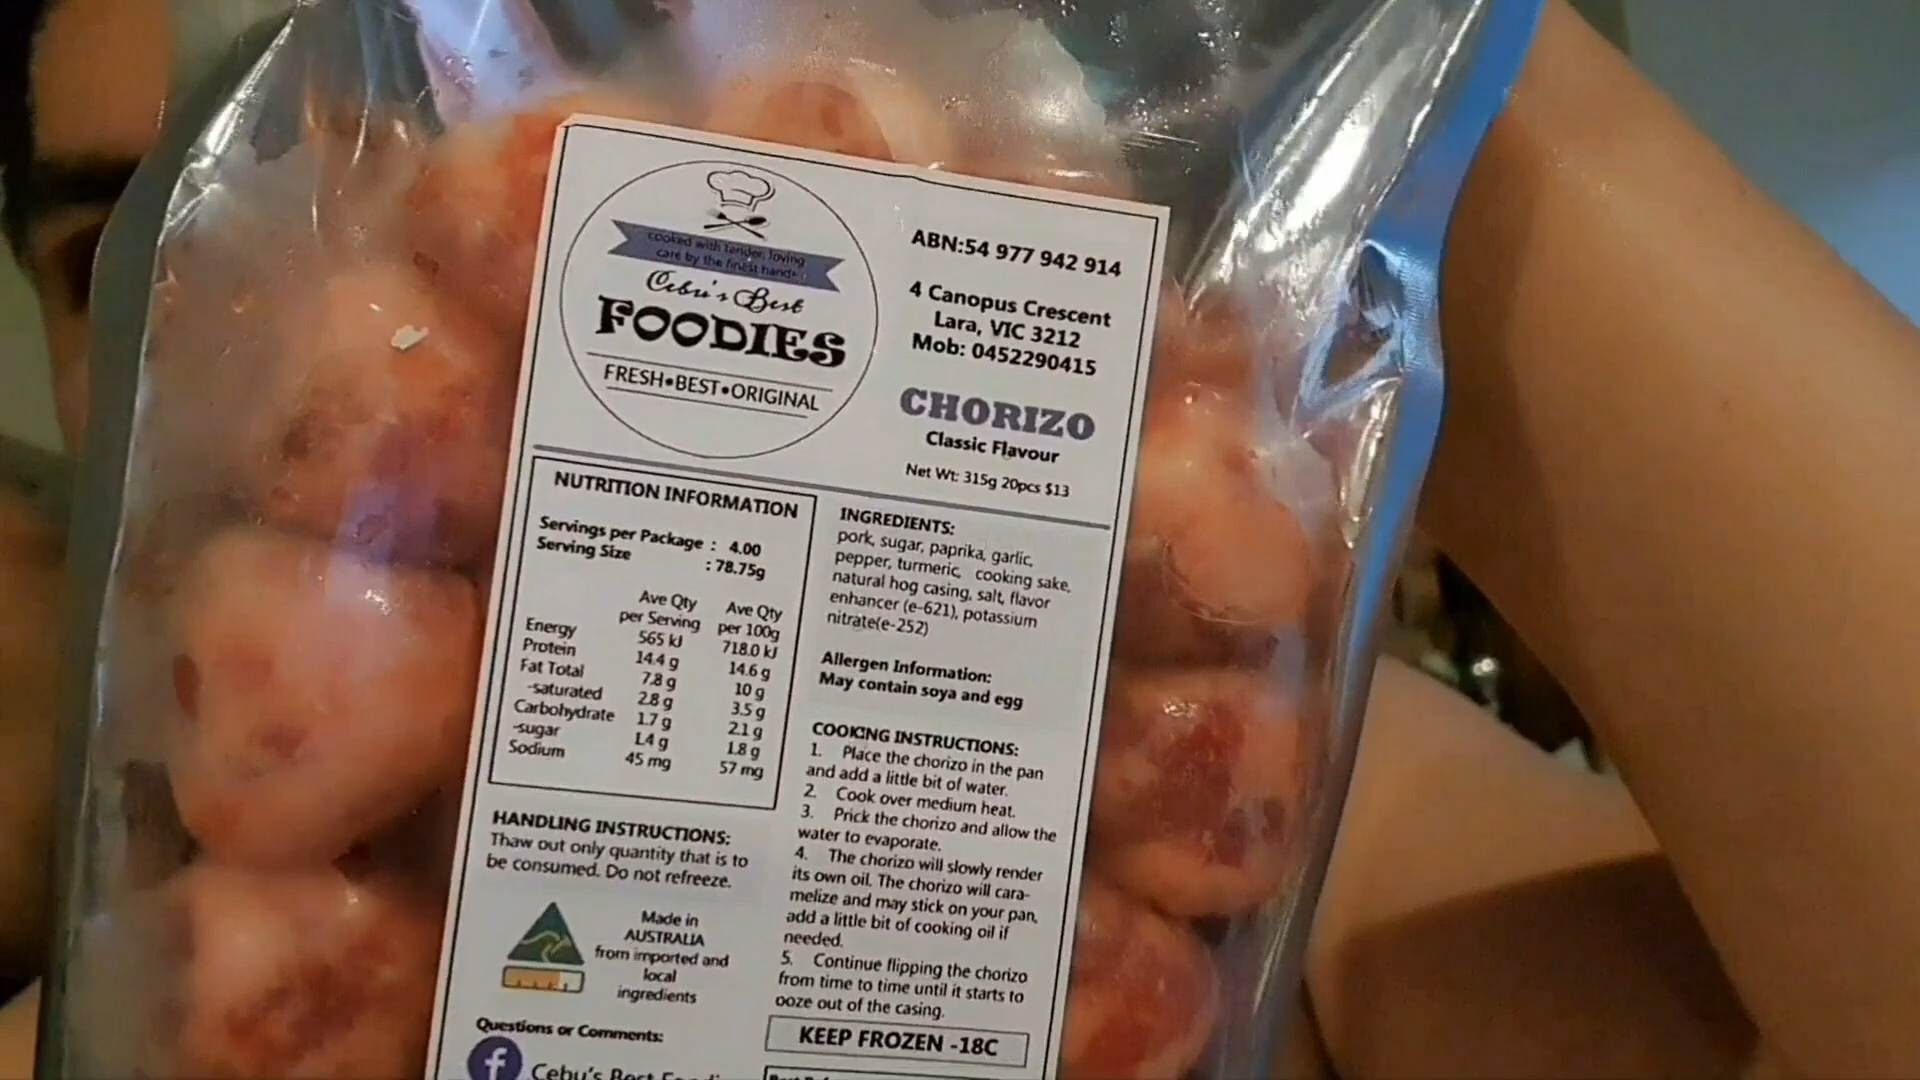 cooked with tender, loving
care by the finest hands
Cebu's Best
FOODIES
FRESH•BEST•ORIGINAL
ABN:54 977 942 914
4 Canopus Crescent
Lara, VIC 3212
Mob: 0452290415
CHORIZO
Classic Flavour
Net Wt: 315g 20pcs $13
NUTRITION INFORMATION
Servings per Package : 4.00
Serving Size : 78.75g
Ave Qty Ave Qty
per Serving per 100g
Energy 565 kJ 718.0 kJ
Protein 14.4 g 14.6 g
Fat Total 7.8 g 10 g
-saturated 2.8 g 3.5 g
Carbohydrate 1.7 g 2.1 g
-sugar 1.4 g 1.8 g
Sodium 45 mg 57 mg
HANDLING INSTRUCTIONS:
Thaw out only quantity that is to
be consumed. Do not refreeze.
Made in
AUSTRALIA
from imported and
local
ingredients
Questions or Comments:
f Cebu's Best
INGREDIENTS:
pork, sugar, paprika, garlic,
pepper, turmeric, cooking sake,
natural hog casing, salt, flavor
enhancer (e-621), potassium
nitrate(e-252)
Allergen Information:
May contain soya and egg
COOKING INSTRUCTIONS:
1. Place the chorizo in the pan
and add a little bit of water.
2. Cook over medium heat.
3. Prick the chorizo and allow the
water to evaporate.
4. The chorizo will slowly render
its own oil. The chorizo will cara-
melize and may stick on your pan,
add a little bit of cooking oil if
needed.
5. Continue flipping the chorizo
from time to time until it starts to
ooze out of the casing.
KEEP FROZEN -18C